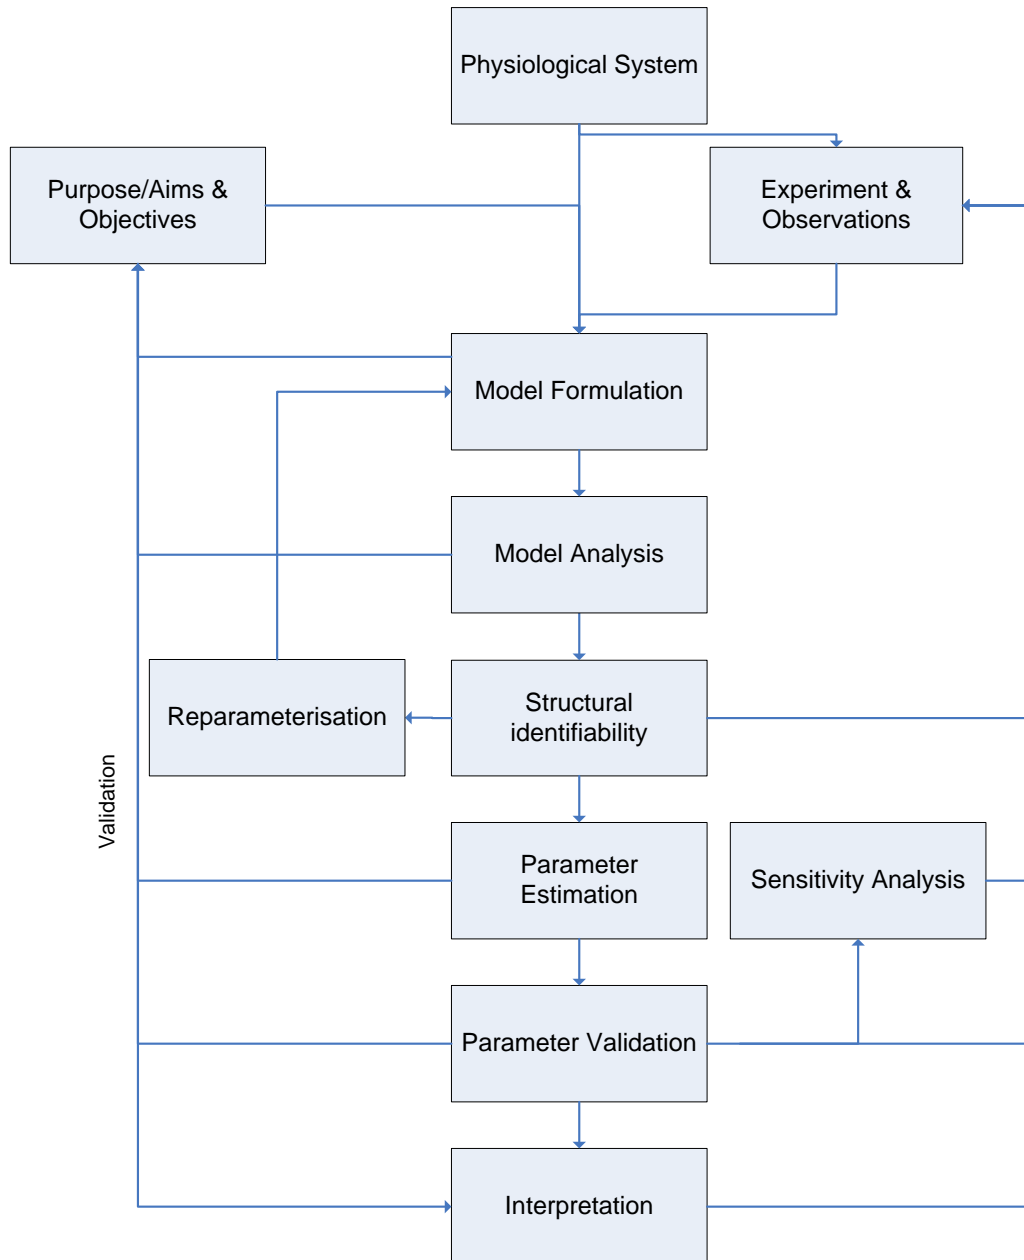 Physiological System
Purpose/Aims &
Objectives
Experiment &
Observations
Model Formulation
Model Analysis
Reparameterisation
Structural
identifiability
Validation
Parameter
Estimation
Sensitivity Analysis
Parameter Validation
Interpretation